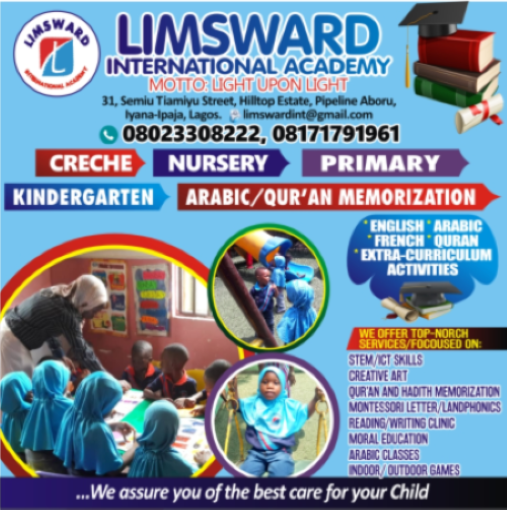 LIMSWARD
INTERNATIONAL ACADEMY
LIMSWARD
INTERNATIONAL ACADEMY
MOTTO: LIGHT UPON LIGHT
31, Semiu Tiamiyu Street, Hilltop Estate, Pipeline Aboru,
Iyana-Ipaja, Lagos. limswardint@gmail.com
08023308222, 08171791961
CRECHE NURSERY PRIMARY
KINDERGARTEN ARABIC/QUR'AN MEMORIZATION
* ENGLISH * ARABIC
* FRENCH * QURAN
* EXTRA-CURRICULUM
ACTIVITIES
WE OFFER TOP-NORCH
SERVICES/FOCOUSED ON:
STEM/ICT SKILLS
CREATIVE ART
QUR'AN AND HADITH MEMORIZATION
MONTESSORI LETTER/LANDPHONICS
READING/WRITING CLINIC
MORAL EDUCATION
ARABIC CLASSES
INDOOR/ OUTDOOR GAMES
...We assure you of the best care for your Child